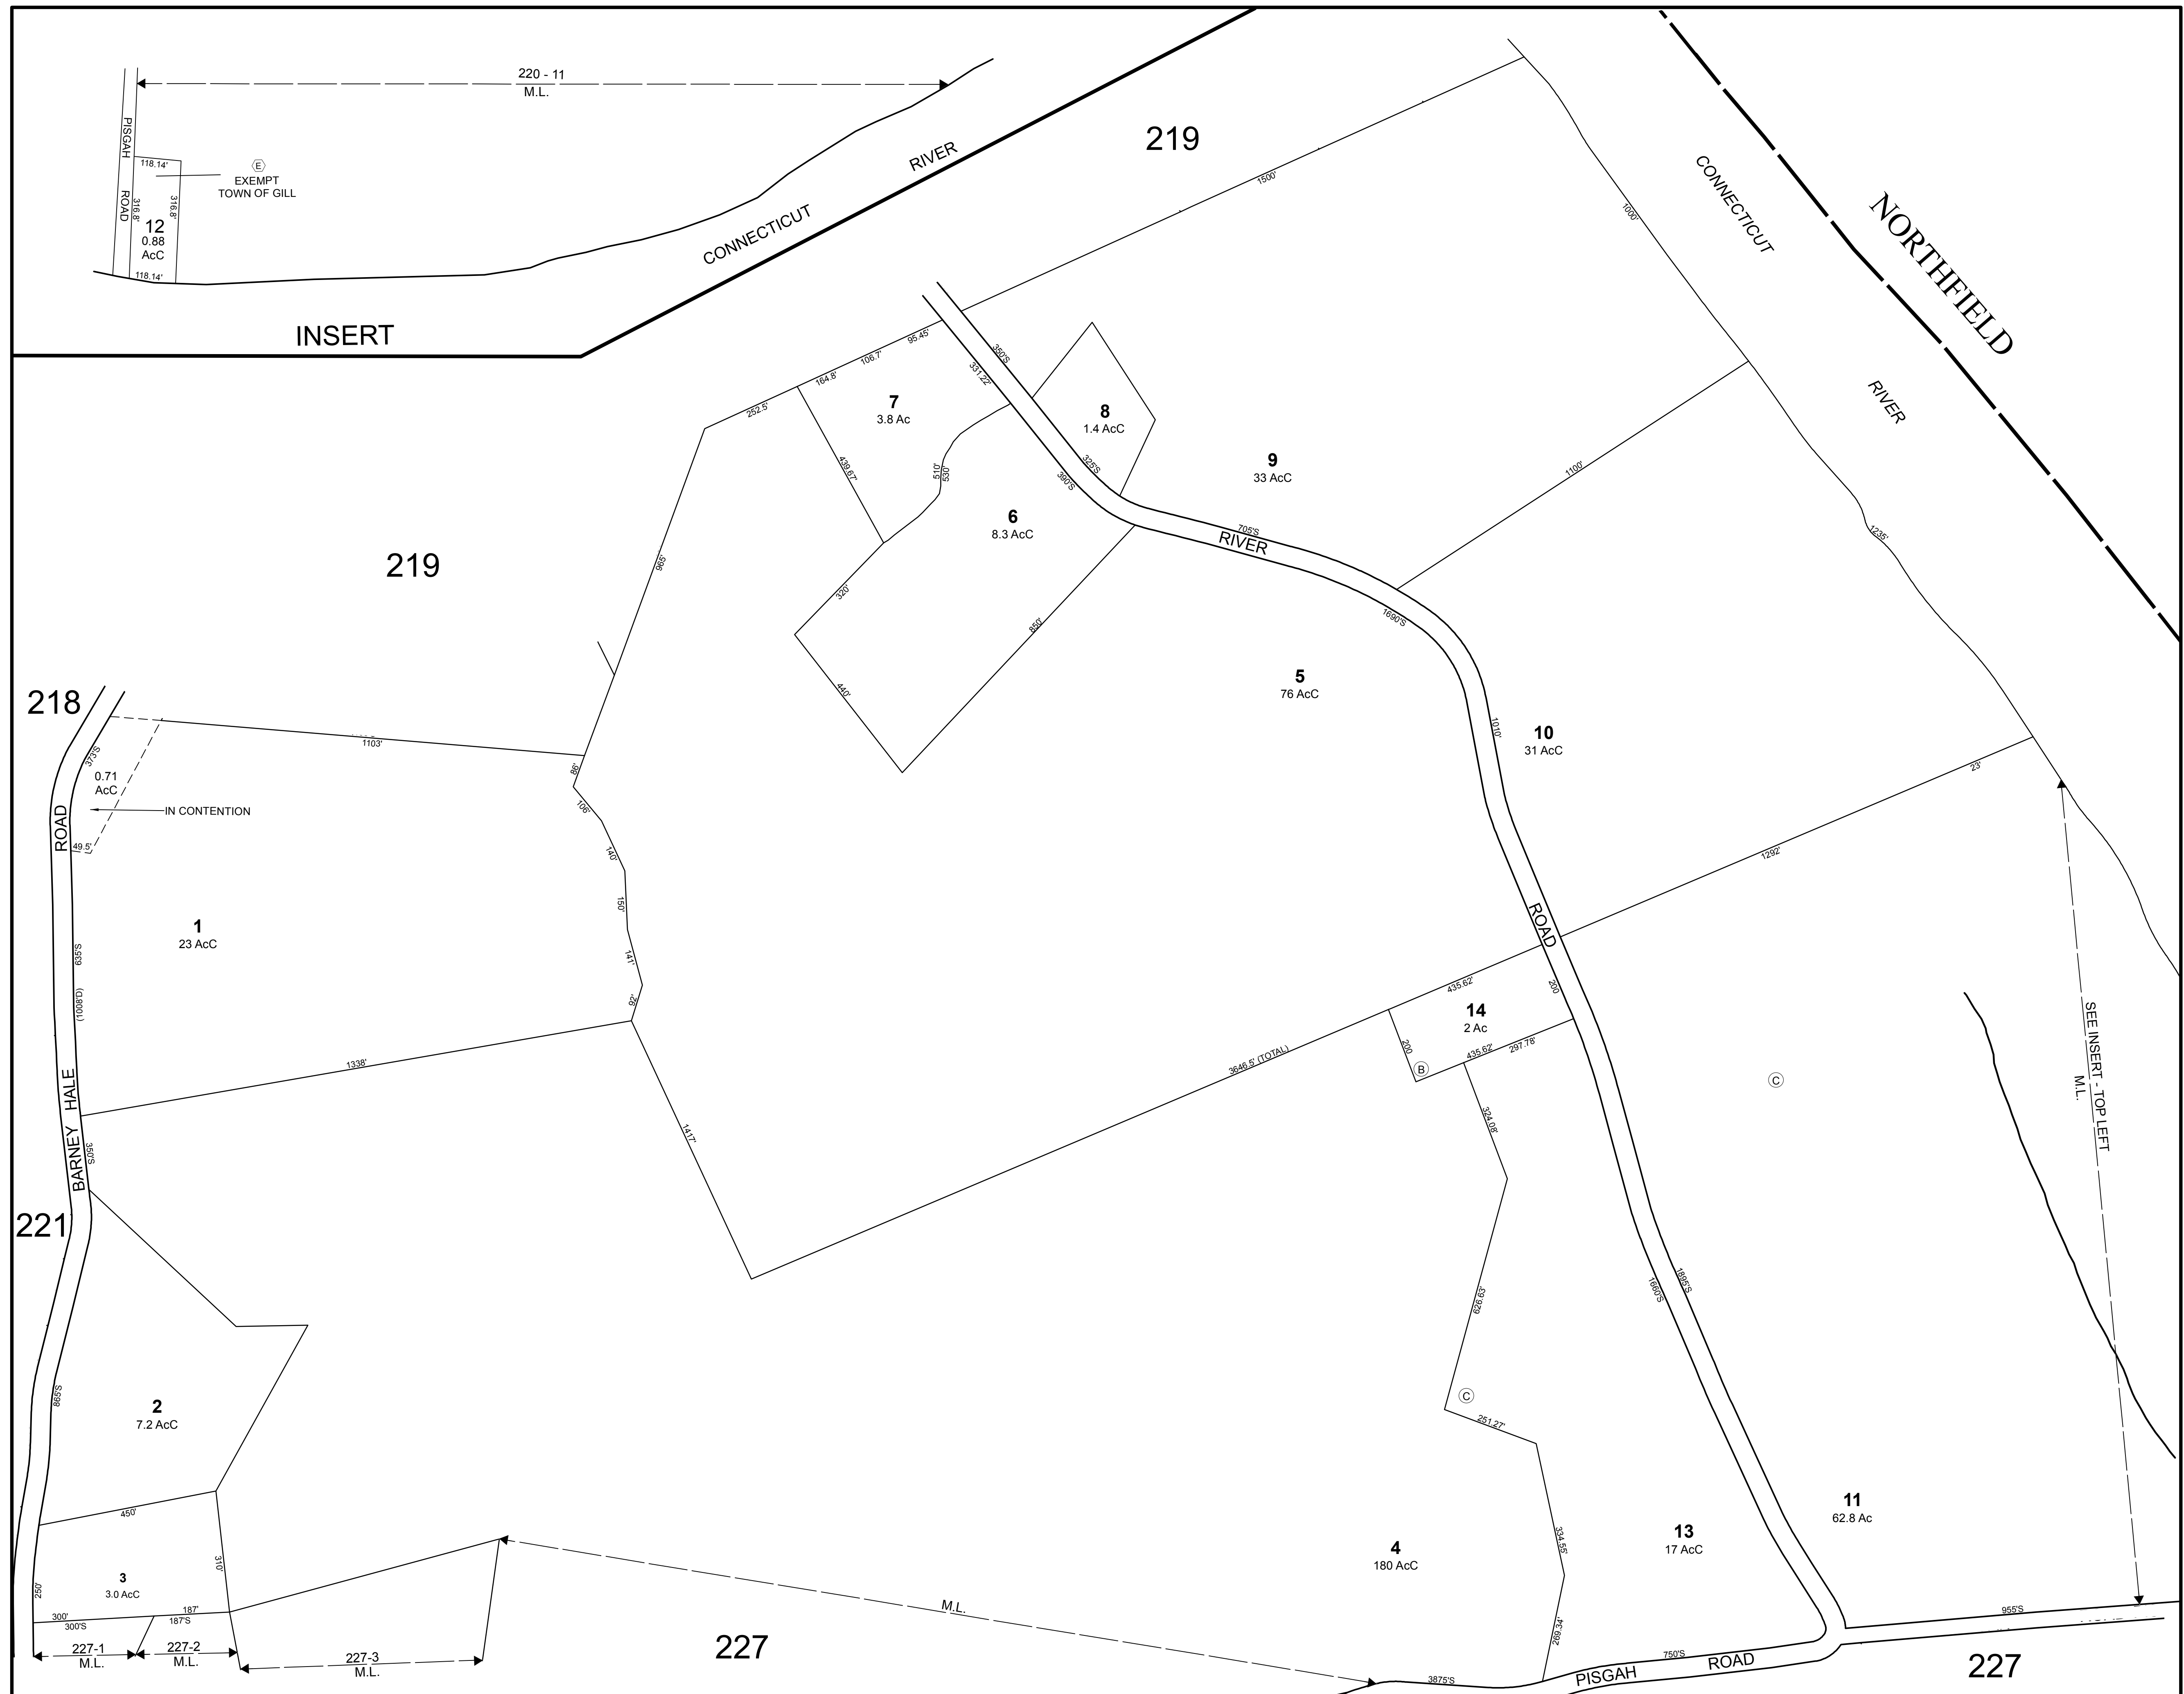 220 - 11
M.L.
PISGAH
ROAD
118.14'
E
EXEMPT
TOWN OF GILL
316.8'
316.8'
12
0.88
AcC
118.14'
CONNECTICUT
RIVER
INSERT
219
1500'
1000'
CONNECTICUT
RIVER
NORTHFIELD
95.45'
106.7'
164.8'
252.5'
331.22'
350'S
7
3.8 Ac
8
1.4 AcC
439.67'
510'
530'
325'S
390'S
9
33 AcC
1100'
6
8.3 AcC
705'S
RIVER
1235'
219
965'
320'
850'
440'
1690'S
5
76 AcC
218
1103'
373'S
0.71
AcC
IN CONTENTION
49.5'
ROAD
86'
106'
140'
150'
141'
92'
1010'
10
31 AcC
23'
1292'
1
23 AcC
635'S
(1008'D)
ROAD
435.62'
200
14
2 Ac
200
435.62'
297.78'
B
C
SEE INSERT - TOP LEFT
M.L.
1338'
3646.5' (TOTAL)
BARNEY HALE
350'S
1417'
324.08'
221
626.63'
1660'S
1895'S
865'S
2
7.2 AcC
C
251.27'
450'
310'
3
3.0 AcC
250'
300'
187'
300'S
187'S
227-1
M.L.
227-2
M.L.
227-3
M.L.
M.L.
227
4
180 AcC
334.55'
13
17 AcC
11
62.8 Ac
269.34'
955'S
750'S
3875'S
PISGAH ROAD
227